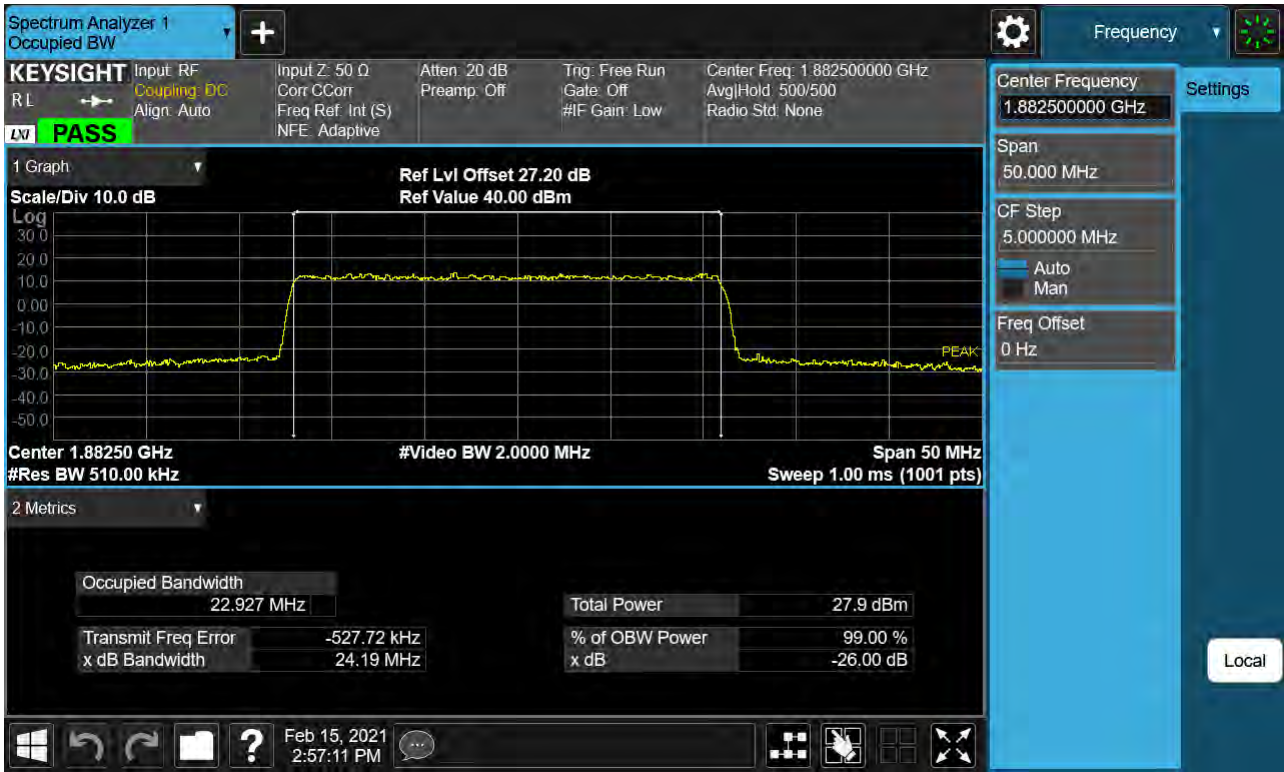 Spectrum Analyzer 1
Occupied BW
+
Frequency
KEYSIGHT
RL
LXI
PASS
Input: RF
Coupling: DC
Align: Auto
Input Z: 50 Ω
Corr CCorr
Freq Ref: Int (S)
NFE: Adaptive
Atten: 20 dB
Preamp: Off
Trig: Free Run
Gate: Off
#IF Gain: Low
Center Freq: 1.882500000 GHz
Avg|Hold: 500/500
Radio Std: None
Center Frequency
1.882500000 GHz
Settings
Span
50.000 MHz
CF Step
5.000000 MHz
Auto
Man
Freq Offset
0 Hz
1 Graph
Scale/Div 10.0 dB
Ref Lvl Offset 27.20 dB
Ref Value 40.00 dBm
Log
30.0
20.0
10.0
0.00
-10.0
-20.0
-30.0
-40.0
-50.0
PEAK
Center 1.88250 GHz
#Video BW 2.0000 MHz
Span 50 MHz
#Res BW 510.00 kHz
Sweep 1.00 ms (1001 pts)
2 Metrics
Occupied Bandwidth
22.927 MHz
Total Power 27.9 dBm
Transmit Freq Error -527.72 kHz
% of OBW Power 99.00 %
x dB Bandwidth 24.19 MHz
x dB -26.00 dB
Local
?
Feb 15, 2021
2:57:11 PM